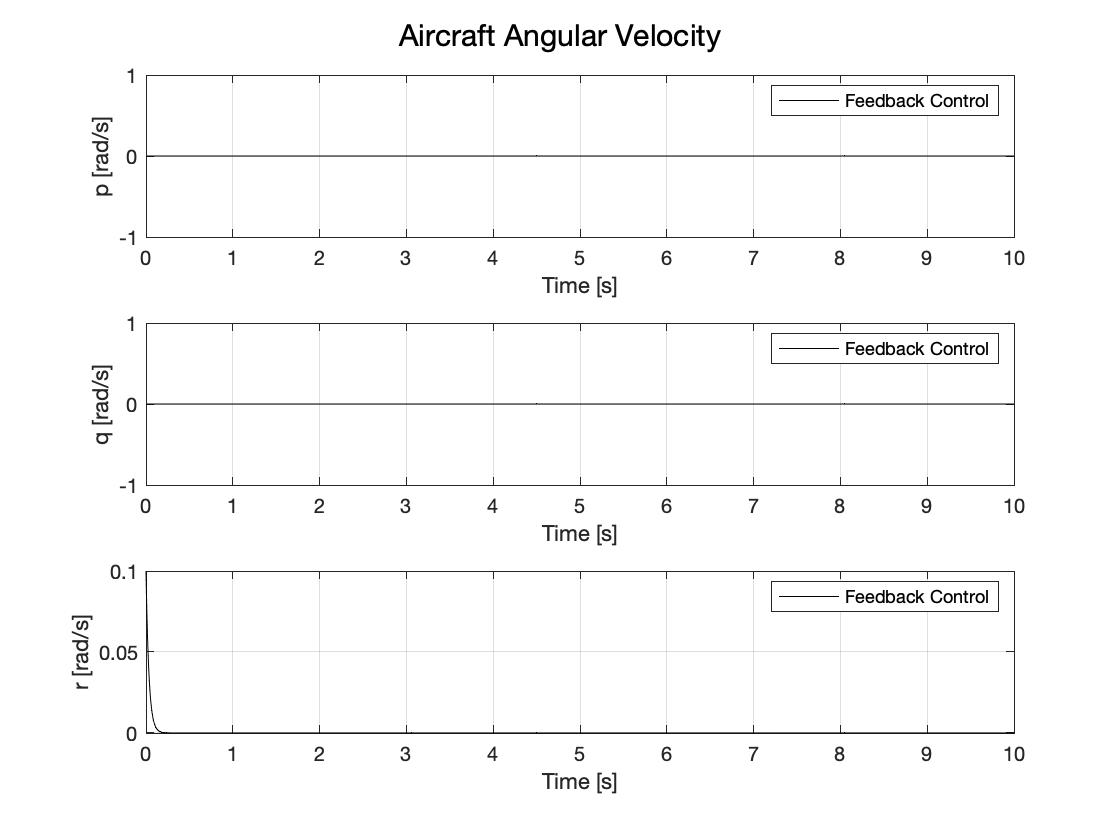 Aircraft Angular Velocity
1
Feedback Control
p [rad/s]
0
-1
0 1 2 3 4 5 6 7 8 9 10
Time [s]
1
Feedback Control
q [rad/s]
0
-1
0 1 2 3 4 5 6 7 8 9 10
Time [s]
0.1
Feedback Control
r [rad/s]
0.05
0
0 1 2 3 4 5 6 7 8 9 10
Time [s]